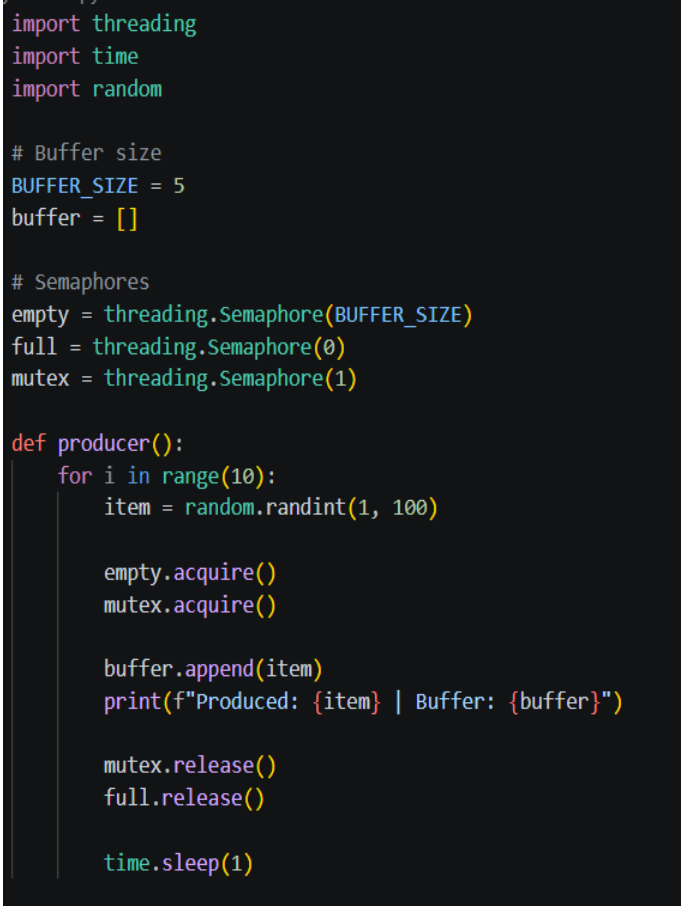 import threading
import time
import random

# Buffer size
BUFFER_SIZE = 5
buffer = []

# Semaphores
empty = threading.Semaphore(BUFFER_SIZE)
full = threading.Semaphore(0)
mutex = threading.Semaphore(1)

def producer():
    for i in range(10):
        item = random.randint(1, 100)

        empty.acquire()
        mutex.acquire()

        buffer.append(item)
        print(f"Produced: {item} | Buffer: {buffer}")

        mutex.release()
        full.release()

        time.sleep(1)